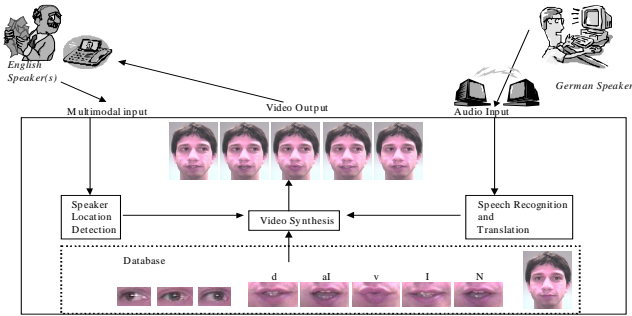 English
Speaker(s)
German Speaker
Multimodal input
Video Output
Audio Input
Speaker
Location
Detection
Video Synthesis
Speech Recognition
and
Translation
Database
d
aI
v
I
N